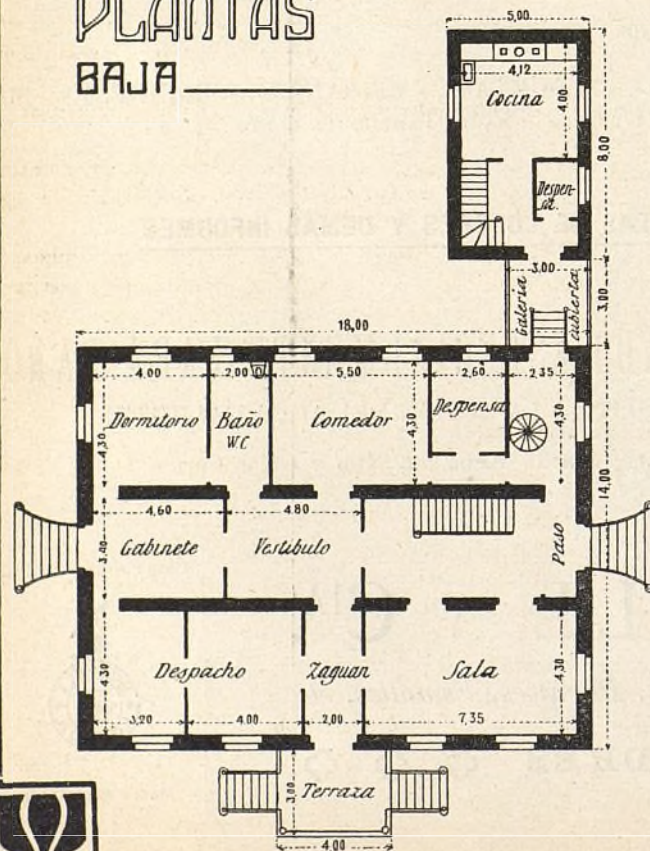 PLANTAS
BAJA
5,00
4,12
Cocina
4,00
8,00
Despen-
sa.
3,00
Galeria
cubierta
3,00
18,00
4,00
2,00
5,50
2,60
2,35
Dormitorio
Baño
WC
Comedor
Despensa
4,30
4,30
4,30
14,00
4,60
4,80
Gabinete
Vestibulo
Paso
3,40
Despacho
Zaguan
Sala
4,30
4,30
3,20
4,00
2,00
7,35
3,00
Terraza
4,00